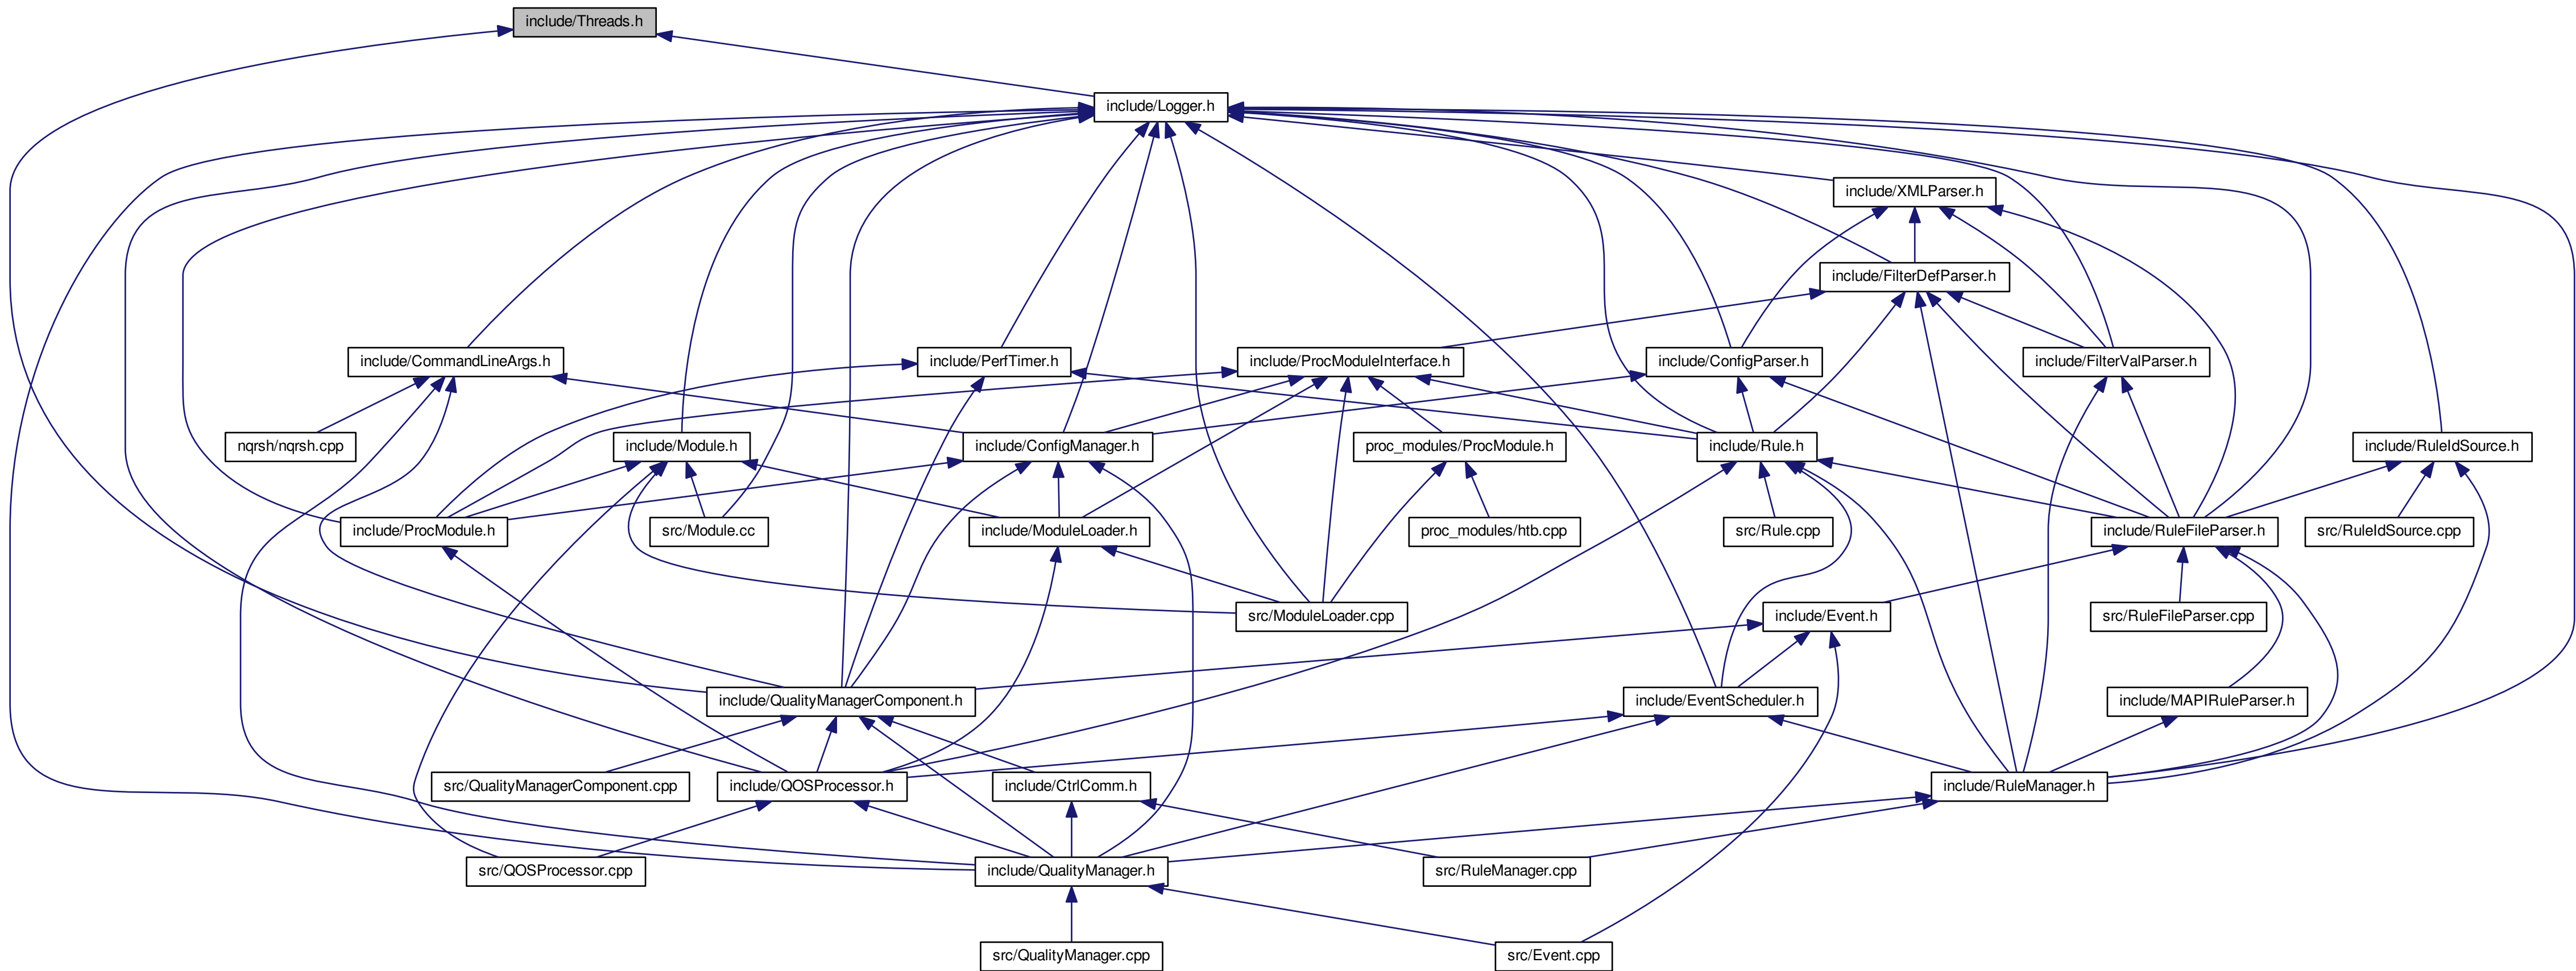 include/Threads.h
include/Logger.h
include/XMLParser.h
include/FilterDefParser.h
include/CommandLineArgs.h
include/PerfTimer.h
include/ProcModuleInterface.h
include/ConfigParser.h
include/FilterValParser.h
nqrsh/nqrsh.cpp
include/Module.h
include/ConfigManager.h
proc_modules/ProcModule.h
include/Rule.h
include/RuleIdSource.h
include/ProcModule.h
src/Module.cc
include/ModuleLoader.h
proc_modules/htb.cpp
src/Rule.cpp
include/RuleFileParser.h
src/RuleIdSource.cpp
src/ModuleLoader.cpp
include/Event.h
src/RuleFileParser.cpp
include/QualityManagerComponent.h
include/EventScheduler.h
include/MAPIRuleParser.h
src/QualityManagerComponent.cpp
include/QOSProcessor.h
include/CtrlComm.h
include/RuleManager.h
src/QOSProcessor.cpp
include/QualityManager.h
src/RuleManager.cpp
src/QualityManager.cpp
src/Event.cpp